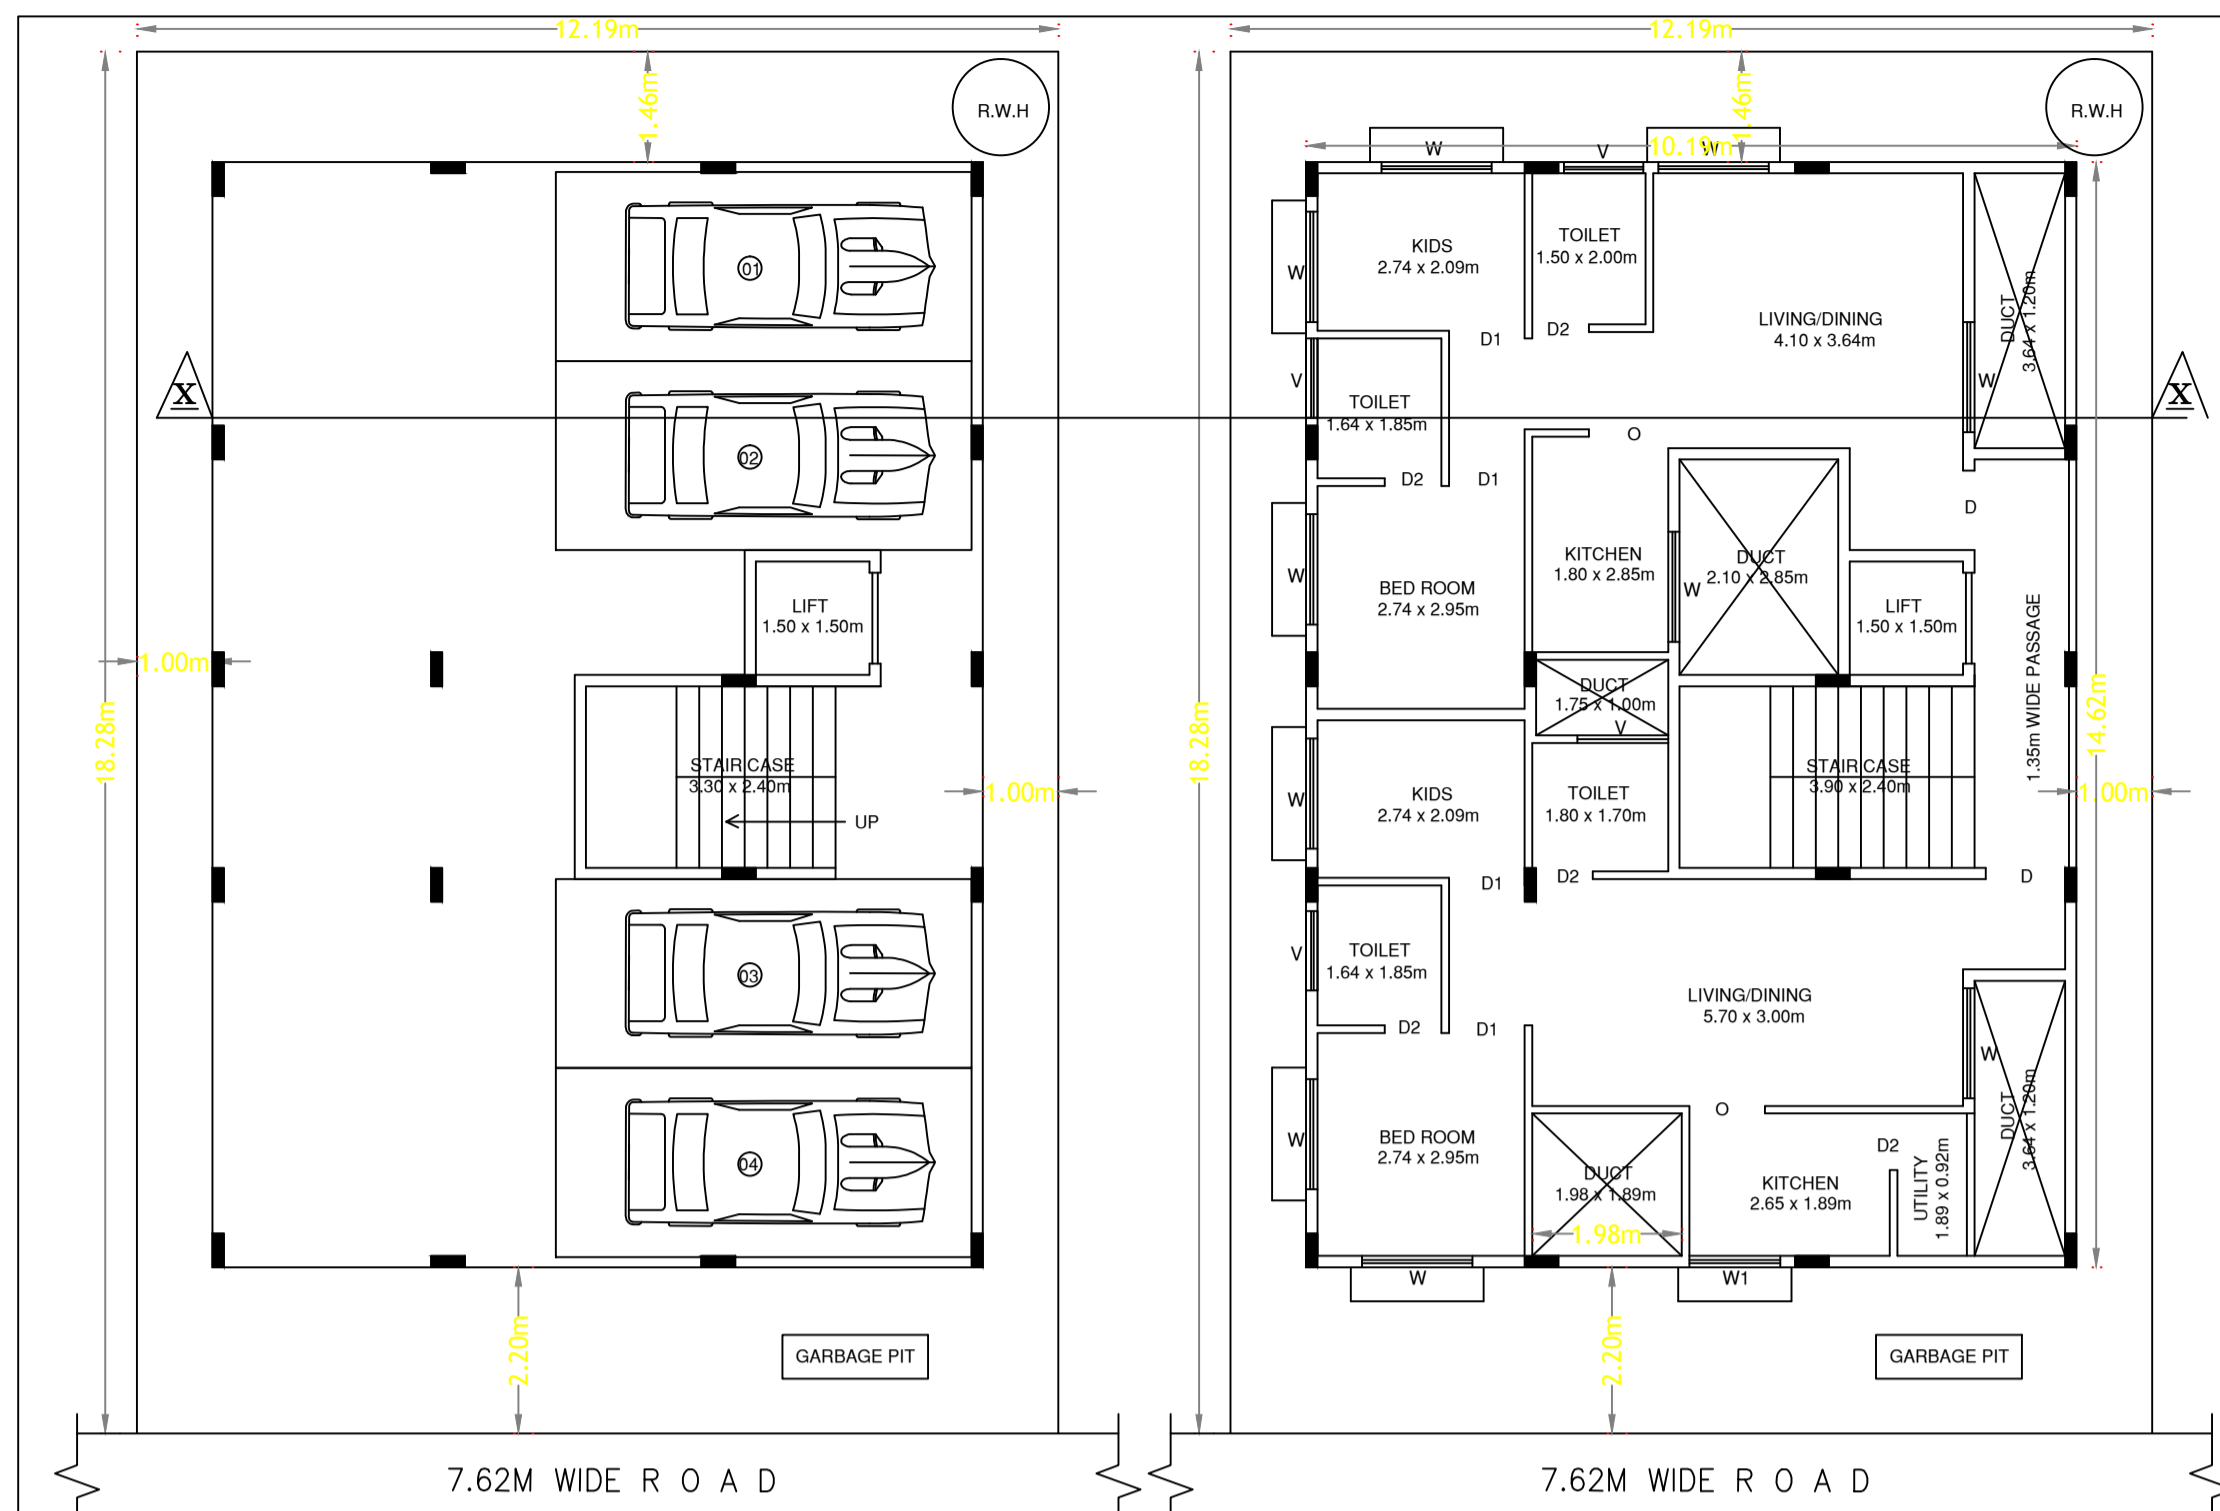 12.19m
1.46m
R.W.H
01
X
02
LIFT
1.50 x 1.50m
1.00m
18.28m
STAIR CASE
3.30 x 2.40m
1.00m
UP
03
04
2.20m
GARBAGE PIT
7.62M WIDE R O A D
12.19m
1.46m
R.W.H
10.19m
W
V
W
KIDS
2.74 x 2.09m
TOILET
1.50 x 2.00m
W
LIVING/DINING
4.10 x 3.64m
DUCT
3.64 x 1.20m
D1
D2
V
W
X
TOILET
1.64 x 1.85m
O
D2
D1
D
KITCHEN
1.80 x 2.85m
DUCT
2.10 x 2.85m
W
W
BED ROOM
2.74 x 2.95m
LIFT
1.50 x 1.50m
1.35m WIDE PASSAGE
DUCT
1.75 x 1.00m
V
14.62m
18.28m
STAIR CASE
3.90 x 2.40m
1.00m
W
KIDS
2.74 x 2.09m
TOILET
1.80 x 1.70m
D1
D2
D
V
TOILET
1.64 x 1.85m
LIVING/DINING
5.70 x 3.00m
D2
D1
W
O
W
BED ROOM
2.74 x 2.95m
DUCT
1.98 x 1.89m
KITCHEN
2.65 x 1.89m
D2
UTILITY
1.89 x 0.92m
DUCT
3.64 x 1.20m
1.98m
W
W1
2.20m
GARBAGE PIT
7.62M WIDE R O A D